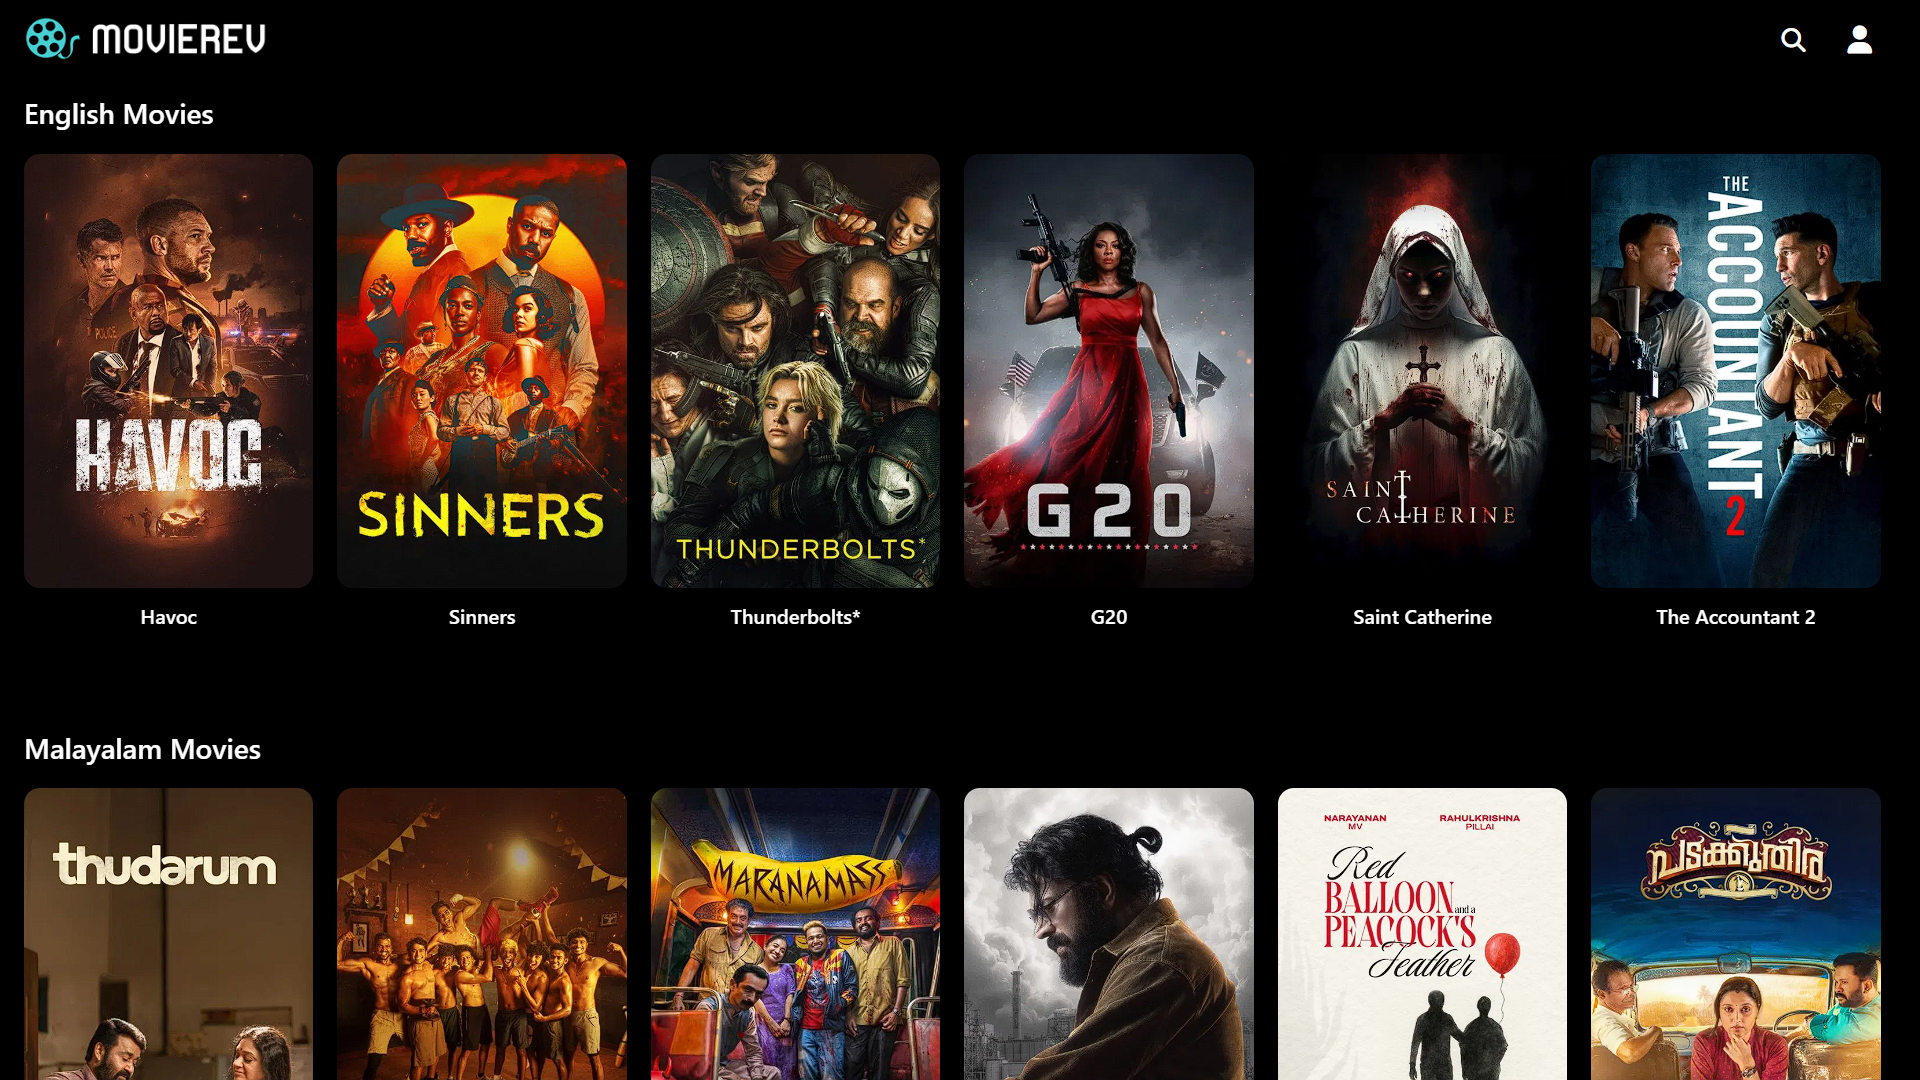 MOVIEREV
English Movies
POLICE
HAVOC
SINNERS
THUNDERBOLTS*
G20
SAINT
CATHERINE
THE
ACCOUNTANT
2
Havoc
Sinners
Thunderbolts*
G20
Saint Catherine
The Accountant 2
Malayalam Movies
thudarum
MARANAMASS
NARAYANAN
MV
RAHULKRISHNA
PILLAI
Red
BALLOON and a
PEACOCK'S
Feather
പടക്കുതിര